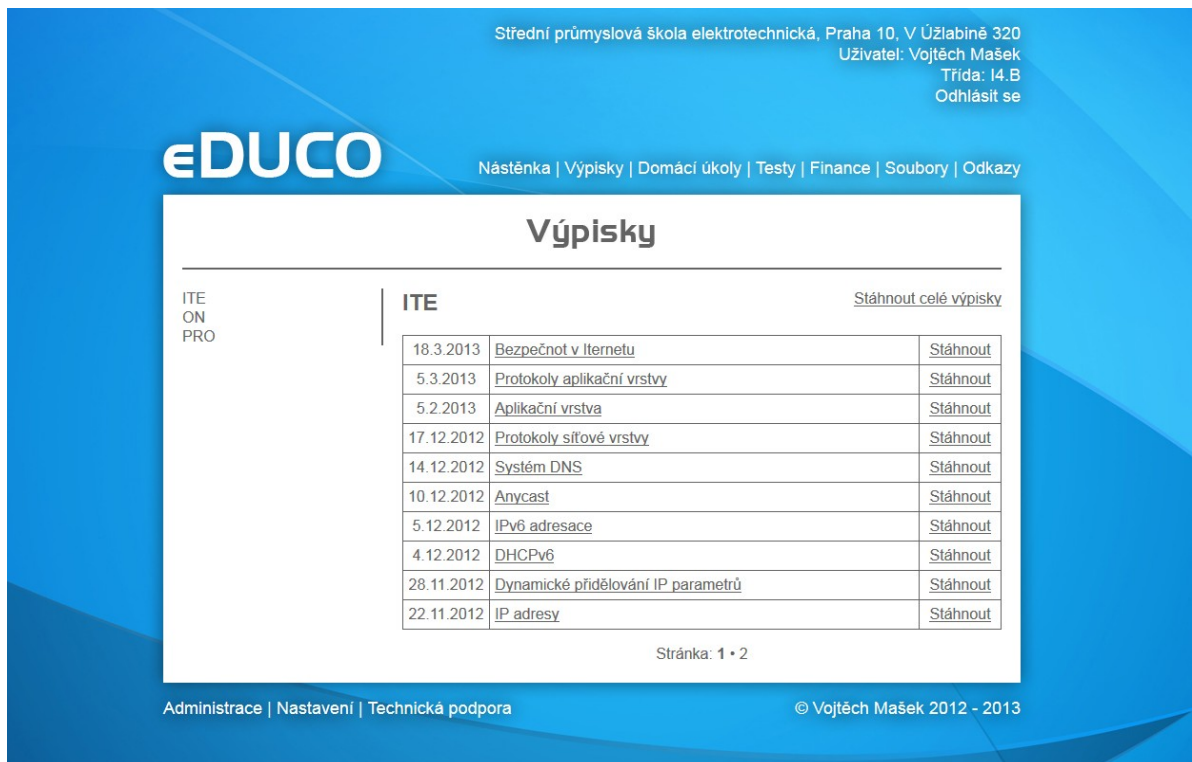 Střední průmyslová škola elektrotechnická, Praha 10, V Úžlabině 320
Uživatel: Vojtěch Mašek
Třída: I4.B
Odhlásit se
eDUCO
Nástěnka | Výpisky | Domácí úkoly | Testy | Finance | Soubory | Odkazy
Výpisky
ITE
ON
PRO
ITE
Stáhnout celé výpisky
18.3.2013 Bezpečnot v Iternetu Stáhnout
5.3.2013 Protokoly aplikační vrstvy Stáhnout
5.2.2013 Aplikační vrstva Stáhnout
17.12.2012 Protokoly síťové vrstvy Stáhnout
14.12.2012 Systém DNS Stáhnout
10.12.2012 Anycast Stáhnout
5.12.2012 IPv6 adresace Stáhnout
4.12.2012 DHCPv6 Stáhnout
28.11.2012 Dynamické přidělování IP parametrů Stáhnout
22.11.2012 IP adresy Stáhnout
Stránka: 1 • 2
Administrace | Nastavení | Technická podpora
© Vojtěch Mašek 2012 - 2013